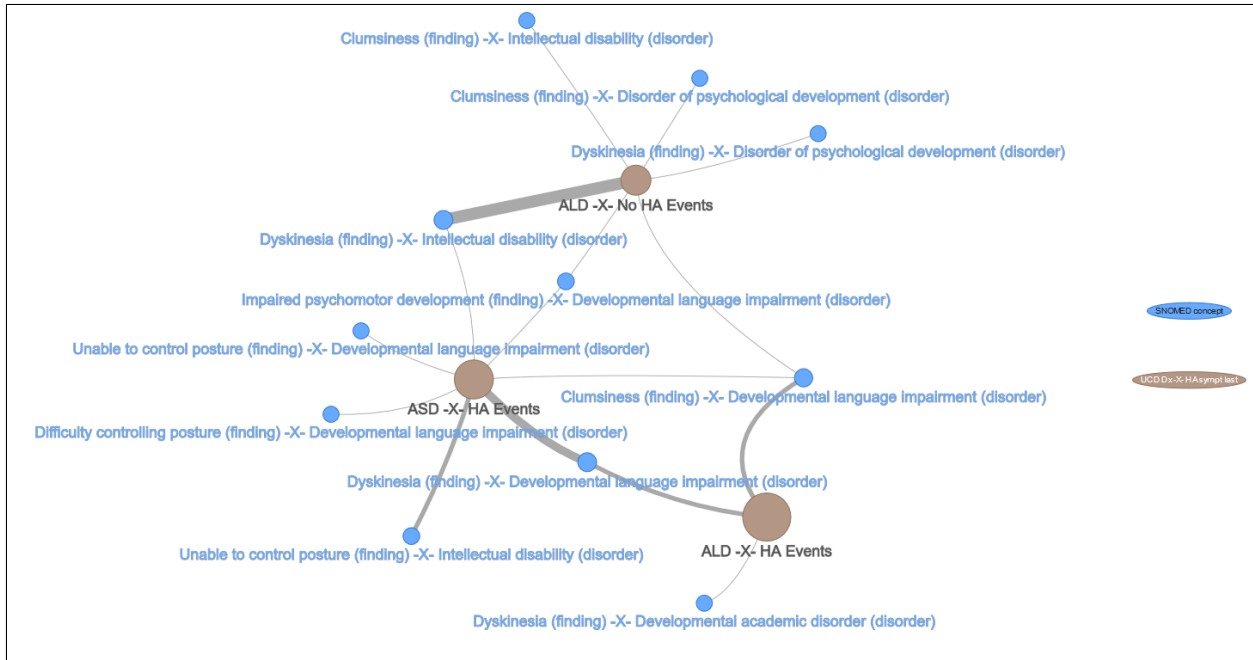 Clumsiness (finding) -X- Intellectual disability (disorder)
Clumsiness (finding) -X- Disorder of psychological development (disorder)
Dyskinesia (finding) -X- Disorder of psychological development (disorder)
ALD -X- No HA Events
Dyskinesia (finding) -X- Intellectual disability (disorder)
Impaired psychomotor development (finding) -X- Developmental language impairment (disorder)
SNOMED concept
Unable to control posture (finding) -X- Developmental language impairment (disorder)
UCD Dx -X- HA sympt last
Clumsiness (finding) -X- Developmental language impairment (disorder)
ASD -X- HA Events
Difficulty controlling posture (finding) -X- Developmental language impairment (disorder)
Dyskinesia (finding) -X- Developmental language impairment (disorder)
Unable to control posture (finding) -X- Intellectual disability (disorder)
ALD -X- HA Events
Dyskinesia (finding) -X- Developmental academic disorder (disorder)